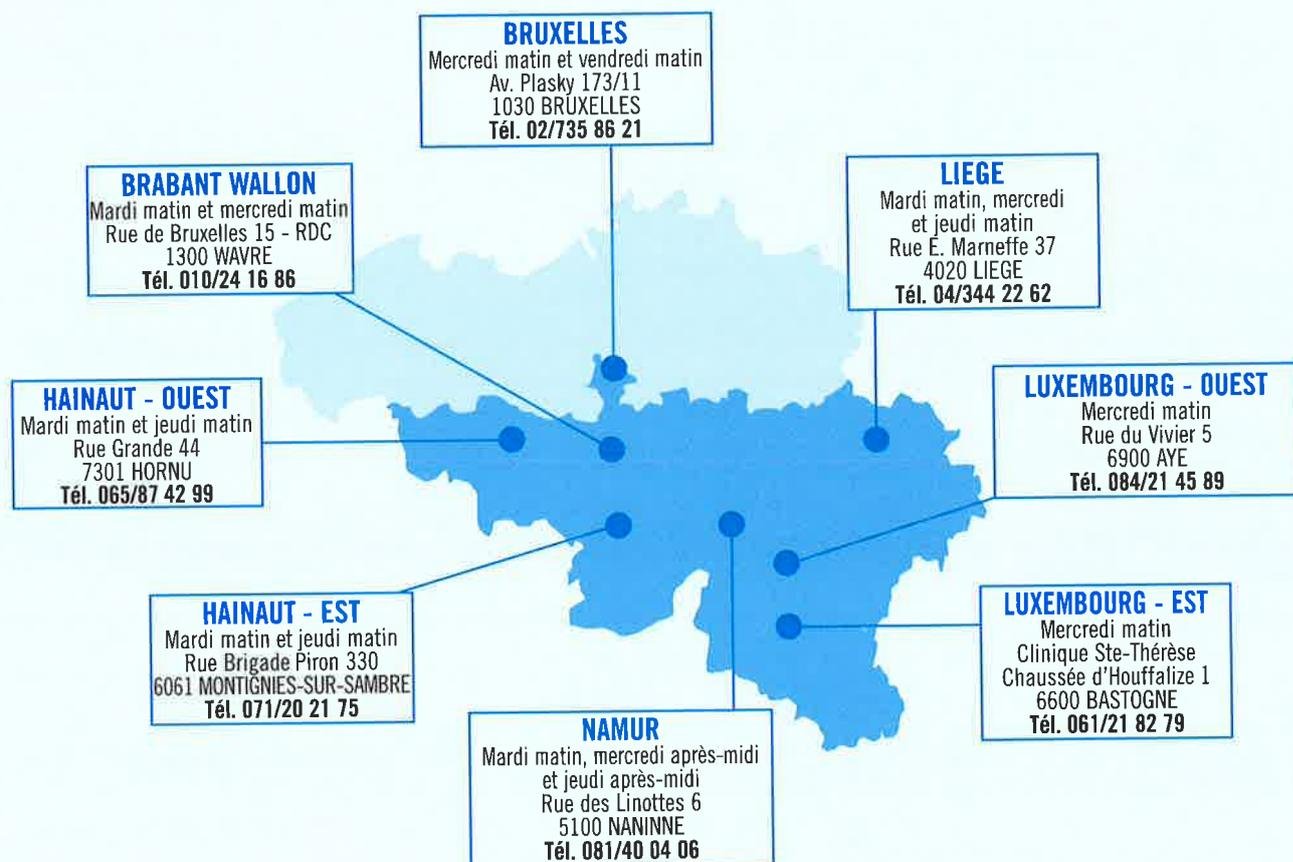 BRUXELLES
Mercredi matin et vendredi matin
Av. Plasky 173/11
1030 BRUXELLES
Tél. 02/735 86 21
BRABANT WALLON
Mardi matin et mercredi matin
Rue de Bruxelles 15 - RDC
1300 WAVRE
Tél. 010/24 16 86
LIEGE
Mardi matin, mercredi
et jeudi matin
Rue E. Marneffe 37
4020 LIEGE
Tél. 04/344 22 62
HAINAUT - OUEST
Mardi matin et jeudi matin
Rue Grande 44
7301 HORNU
Tél. 065/87 42 99
LUXEMBOURG - OUEST
Mercredi matin
Rue du Vivier 5
6900 AYE
Tél. 084/21 45 89
HAINAUT - EST
Mardi matin et jeudi matin
Rue Brigade Piron 330
6061 MONTIGNIES-SUR-SAMBRE
Tél. 071/20 21 75
LUXEMBOURG - EST
Mercredi matin
Clinique Ste-Thérèse
Chaussée d'Houffalize 1
6600 BASTOGNE
Tél. 061/21 82 79
NAMUR
Mardi matin, mercredi après-midi
et jeudi après-midi
Rue des Linottes 6
5100 NANINNE
Tél. 081/40 04 06